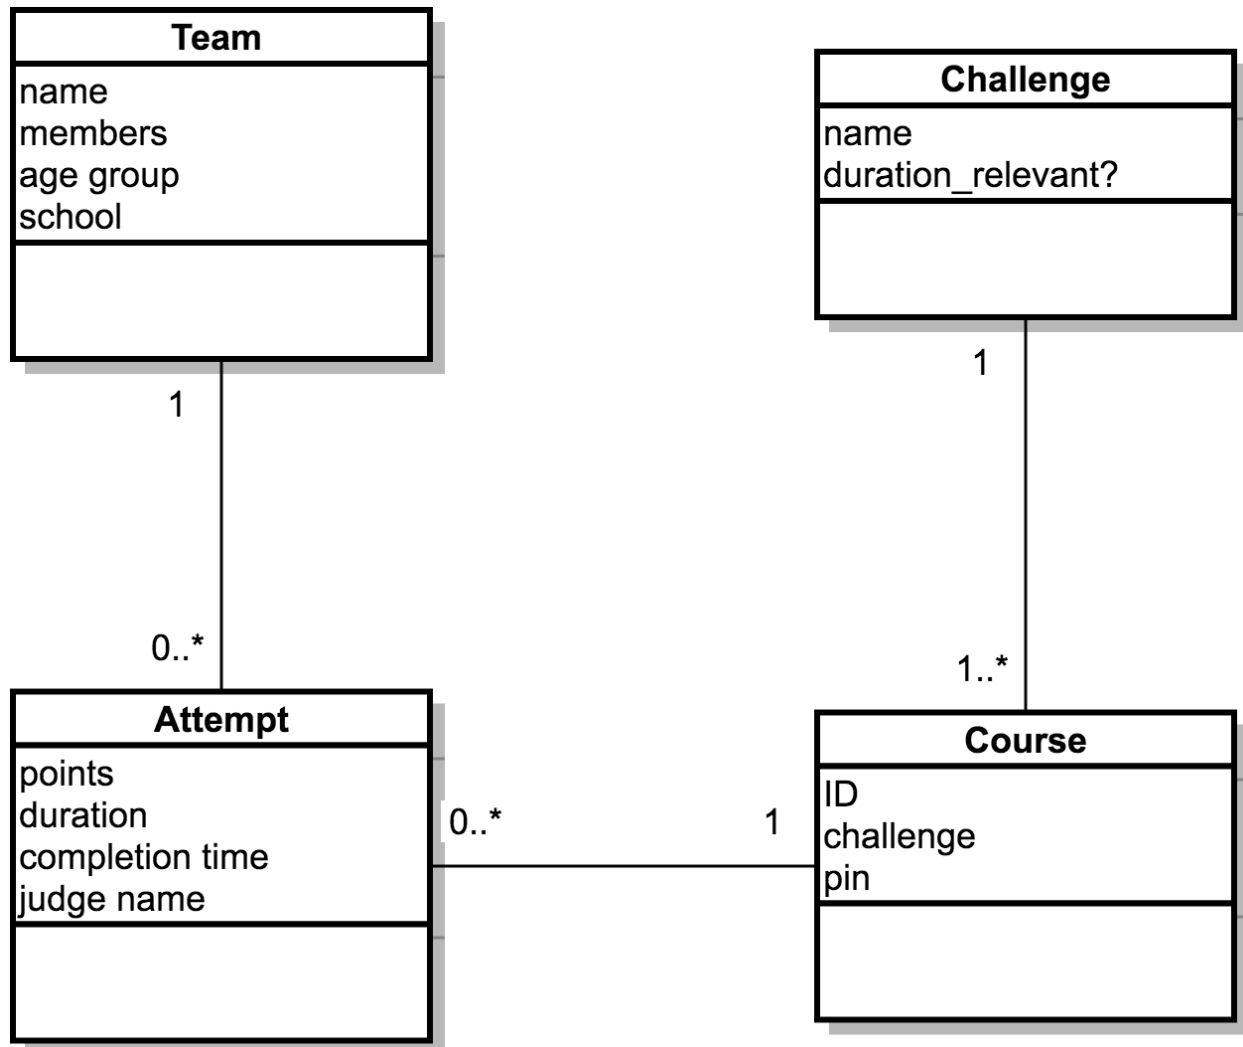 Team
name
members
age group
school
Challenge
name
duration_relevant?
1
1
0..*
1..*
Attempt
points
duration
completion time
judge name
0..*
1
Course
ID
challenge
pin